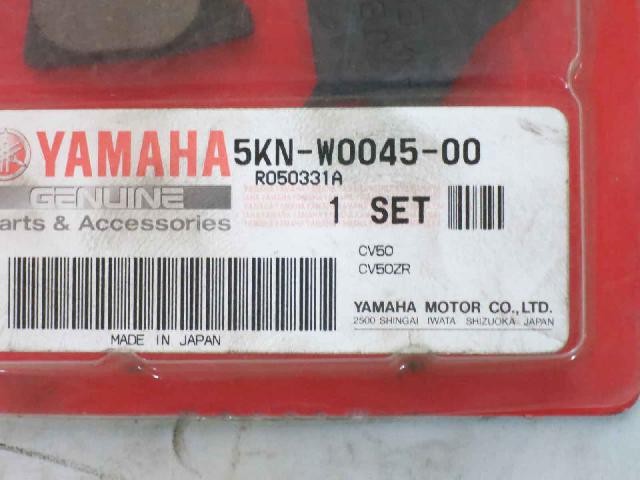 YAMAHA 5KN-W0045-00
R050331A
GENUINE
arts & Accessories
1 SET
CV50
CV50ZR
YAMAHA MOTOR CO.,LTD.
2500 SHINGAI IWATA SHIZUOKA JAPAN
MADE IN JAPAN